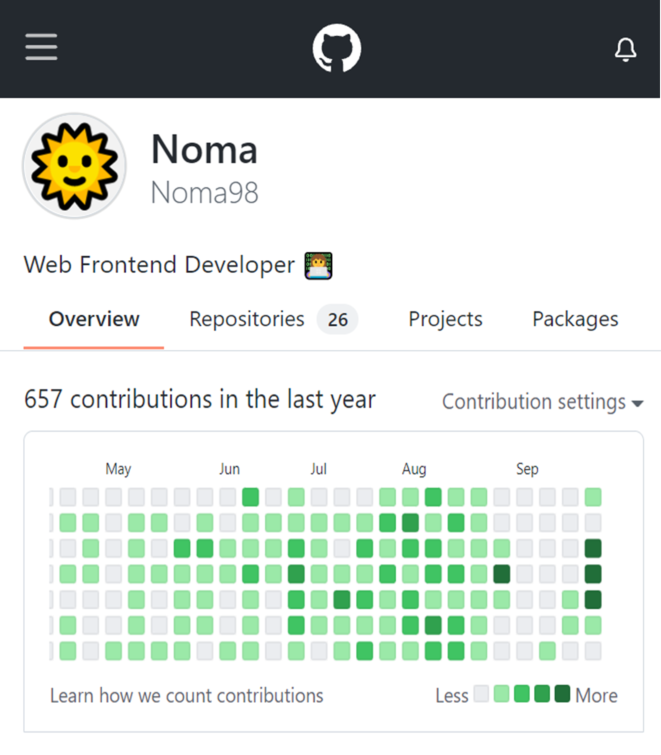 Noma
Noma98
Web Frontend Developer
Overview Repositories 26 Projects Packages
657 contributions in the last year Contribution settings
May Jun Jul Aug Sep
Learn how we count contributions Less More